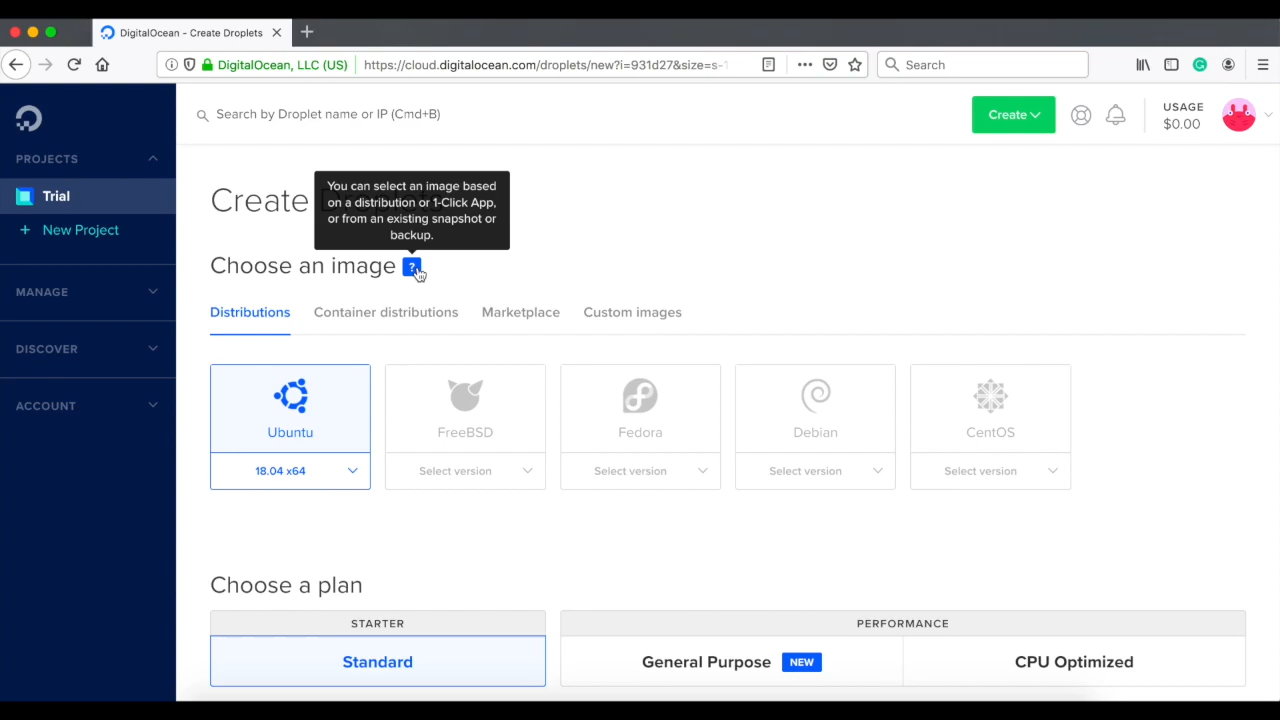 DigitalOcean - Create Droplets
DigitalOcean, LLC (US)
https://cloud.digitalocean.com/droplets/new?i=931d27&size=s-
Search
Search by Droplet name or IP (Cmd+B)
Create
USAGE
$0.00
PROJECTS
Trial
+ New Project
MANAGE
DISCOVER
ACCOUNT
Create
You can select an image based
on a distribution or 1-Click App,
or from an existing snapshot or
backup.
Choose an image ?
Distributions
Container distributions
Marketplace
Custom images
Ubuntu
18.04 x64
FreeBSD
Select version
Fedora
Select version
Debian
Select version
CentOS
Select version
Choose a plan
STARTER
PERFORMANCE
Standard
General Purpose NEW
CPU Optimized